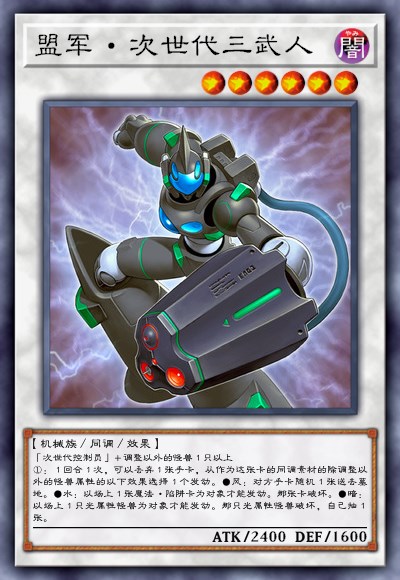 盟军·次世代三武人
やみ
闇
【机械族/同调/效果】
「次世代控制员」+调整以外的怪兽1只以上
①：1回合1次，可以丢弃1张手卡，从作为这张卡的同调素材的除调整以
外的怪兽属性的以下效果选择1个发动。●风：对方手卡随机1张送去墓
地。●水：以场上1张魔法·陷阱卡为对象才能发动。那张卡破坏。●暗：
以场上1只光属性怪兽为对象才能发动。那只光属性怪兽破坏，自己抽1
张。
ATK/2400 DEF/1600